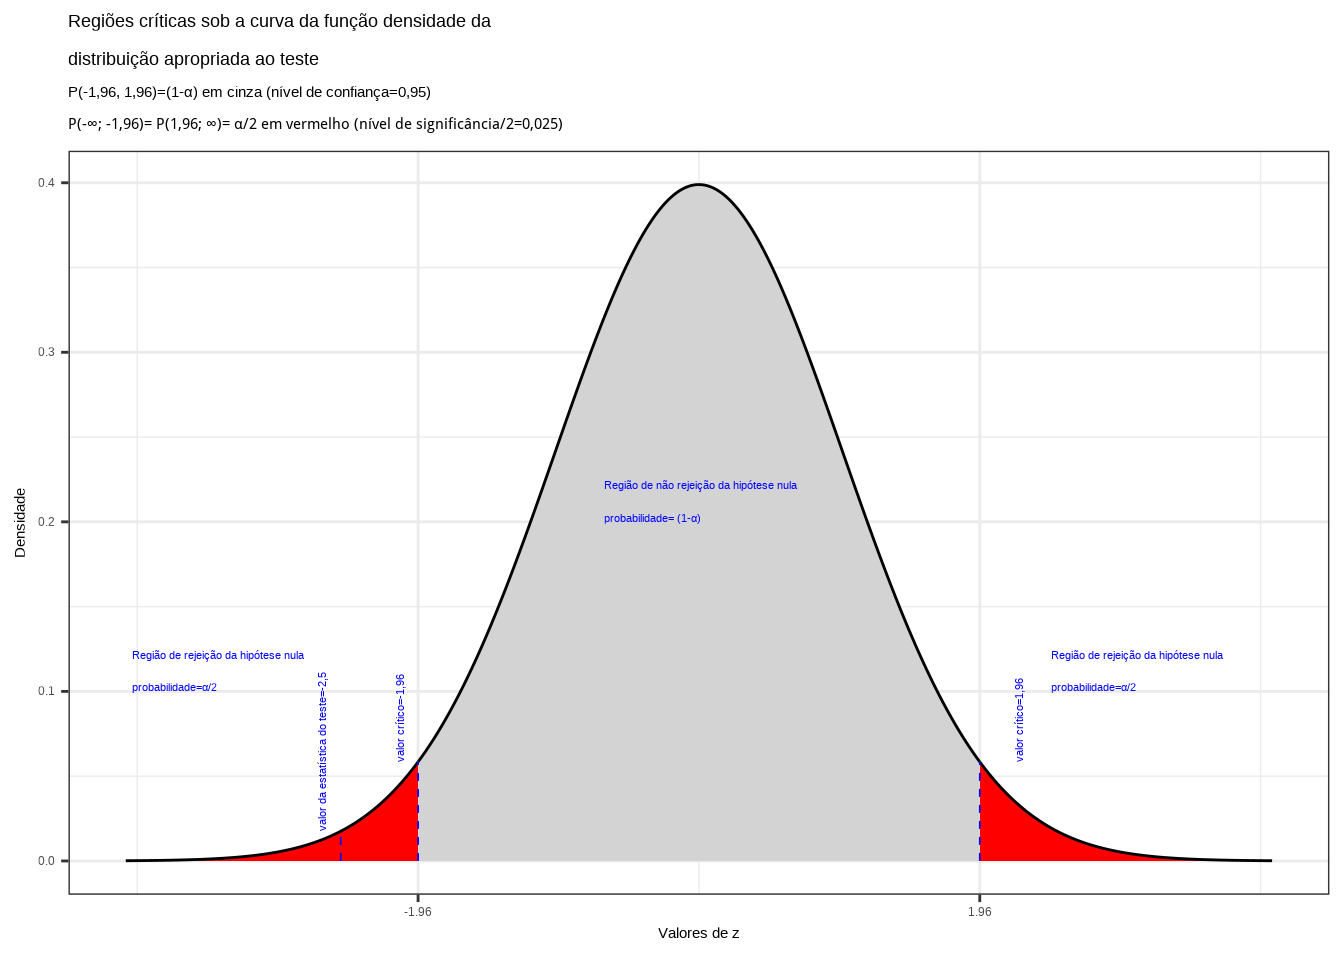 Regiões críticas sob a curva da função densidade da
distribuição apropriada ao teste
P(-1,96, 1,96)=(1-α) em cinza (nível de confiança=0,95)
P(-∞; -1,96)= P(1,96; ∞)= α/2 em vermelho (nível de significância/2=0,025)
0.4
0.3
0.2
0.1
0.0
Densidade
Região de não rejeição da hipótese nula
probabilidade= (1-α)
Região de rejeição da hipótese nula
probabilidade=α/2
valor da estatística do teste=-2,5
valor crítico=-1,96
valor crítico=1,96
Região de rejeição da hipótese nula
probabilidade=α/2
-1.96
1.96
Valores de z